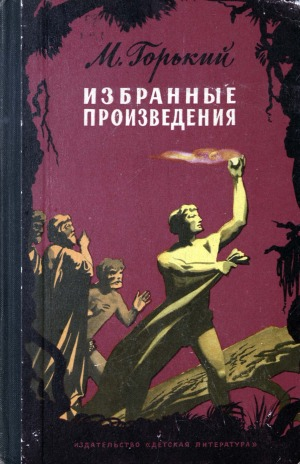 М. Горький
ИЗБРАННЫЕ
ПРОИЗВЕДЕНИЯ
ИЗДАТЕЛЬСТВО «ДЕТСКАЯ ЛИТЕРАТУРА»